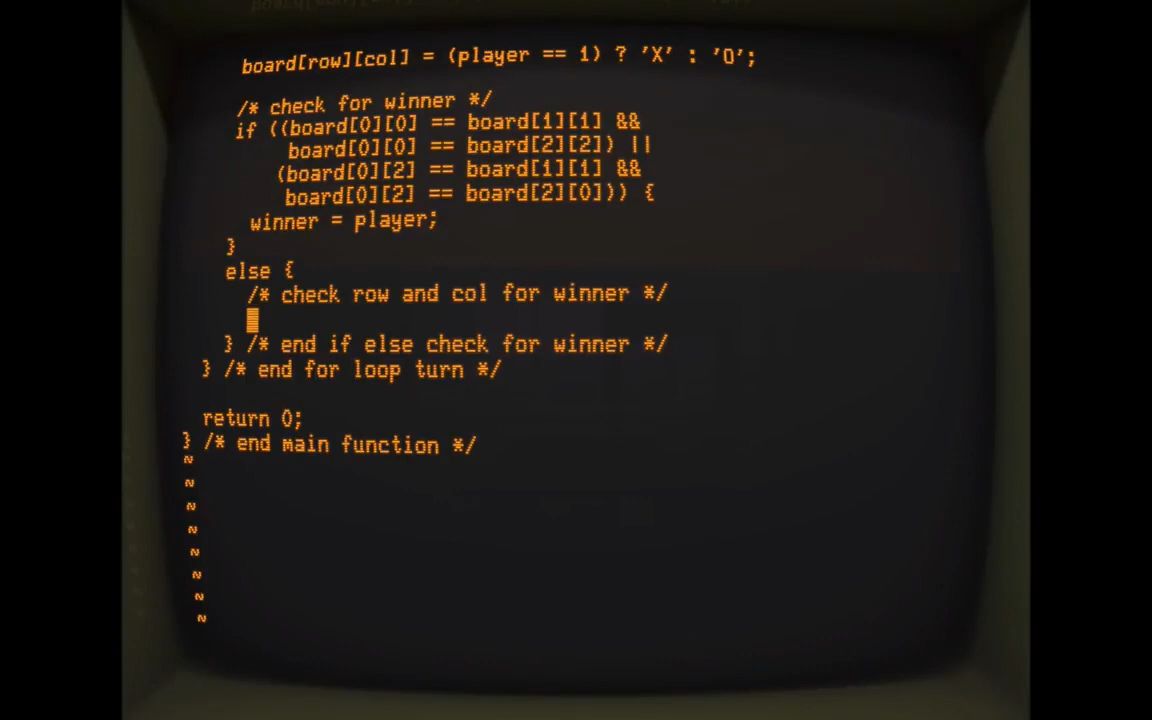 board[row][col] = (player == 1) ? 'X' : 'O';
/* check for winner */
if ((board[0][0] == board[1][1] &&
board[0][0] == board[2][2]) ||
(board[0][2] == board[1][1] &&
board[0][2] == board[2][0])) {
winner = player;
}
else {
/* check row and col for winner */
} /* end if else check for winner */
} /* end for loop turn */
return 0;
} /* end main function */
~
~
~
~
~
~
~
~